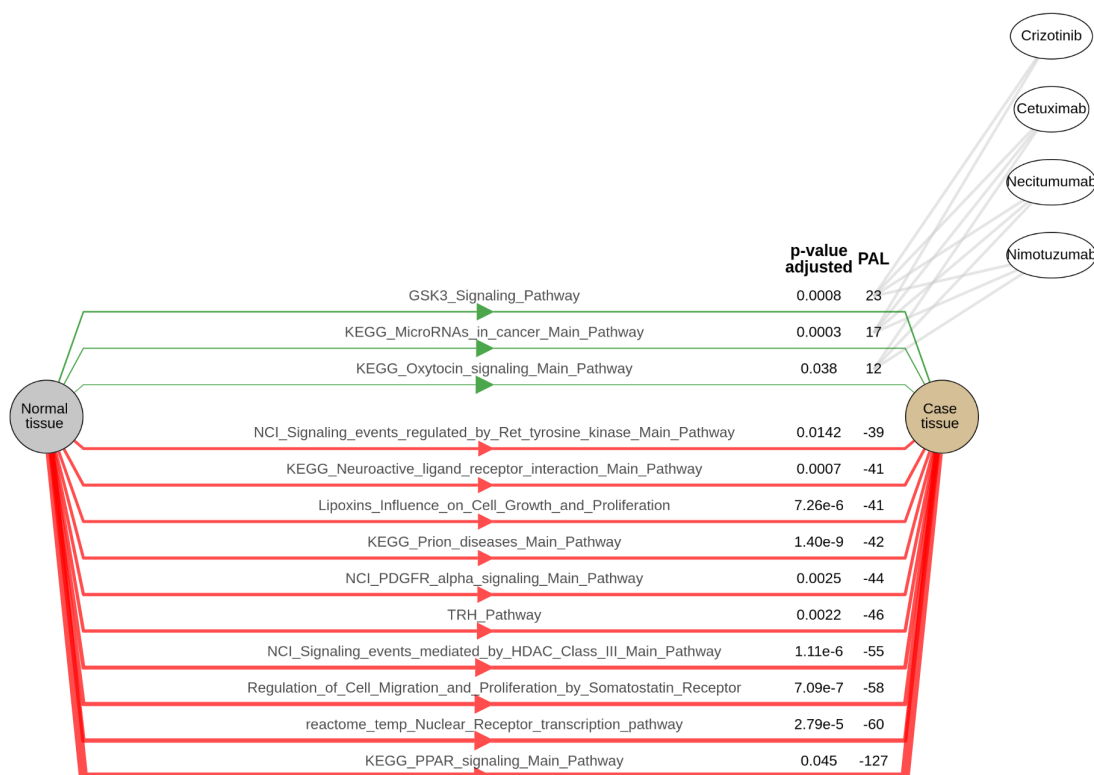 Crizotinib
Cetuximab
Necitumumab
Nimotuzumab
p-value
adjusted PAL
GSK3_Signaling_Pathway 0.0008 23
KEGG_MicroRNAs_in_cancer_Main_Pathway 0.0003 17
KEGG_Oxytocin_signaling_Main_Pathway 0.038 12
Normal
tissue
Case
tissue
NCI_Signaling_events_regulated_by_Ret_tyrosine_kinase_Main_Pathway 0.0142 -39
KEGG_Neuroactive_ligand_receptor_interaction_Main_Pathway 0.0007 -41
Lipoxins_Influence_on_Cell_Growth_and_Proliferation 7.26e-6 -41
KEGG_Prion_diseases_Main_Pathway 1.40e-9 -42
NCI_PDGFR_alpha_signaling_Main_Pathway 0.0025 -44
TRH_Pathway 0.0022 -46
NCI_Signaling_events_mediated_by_HDAC_Class_III_Main_Pathway 1.11e-6 -55
Regulation_of_Cell_Migration_and_Proliferation_by_Somatostatin_Receptor 7.09e-7 -58
reactome_temp_Nuclear_Receptor_transcription_pathway 2.79e-5 -60
KEGG_PPAR_signaling_Main_Pathway 0.045 -127